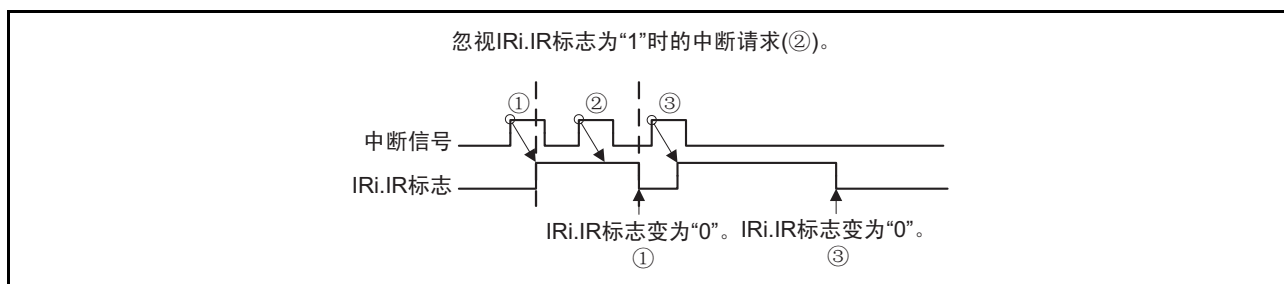 忽视IRi.IR标志为“1”时的中断请求(②)。
① ② ③
中断信号
IRi.IR标志
IRi.IR标志变为“0”。 IRi.IR标志变为“0”。
① ③